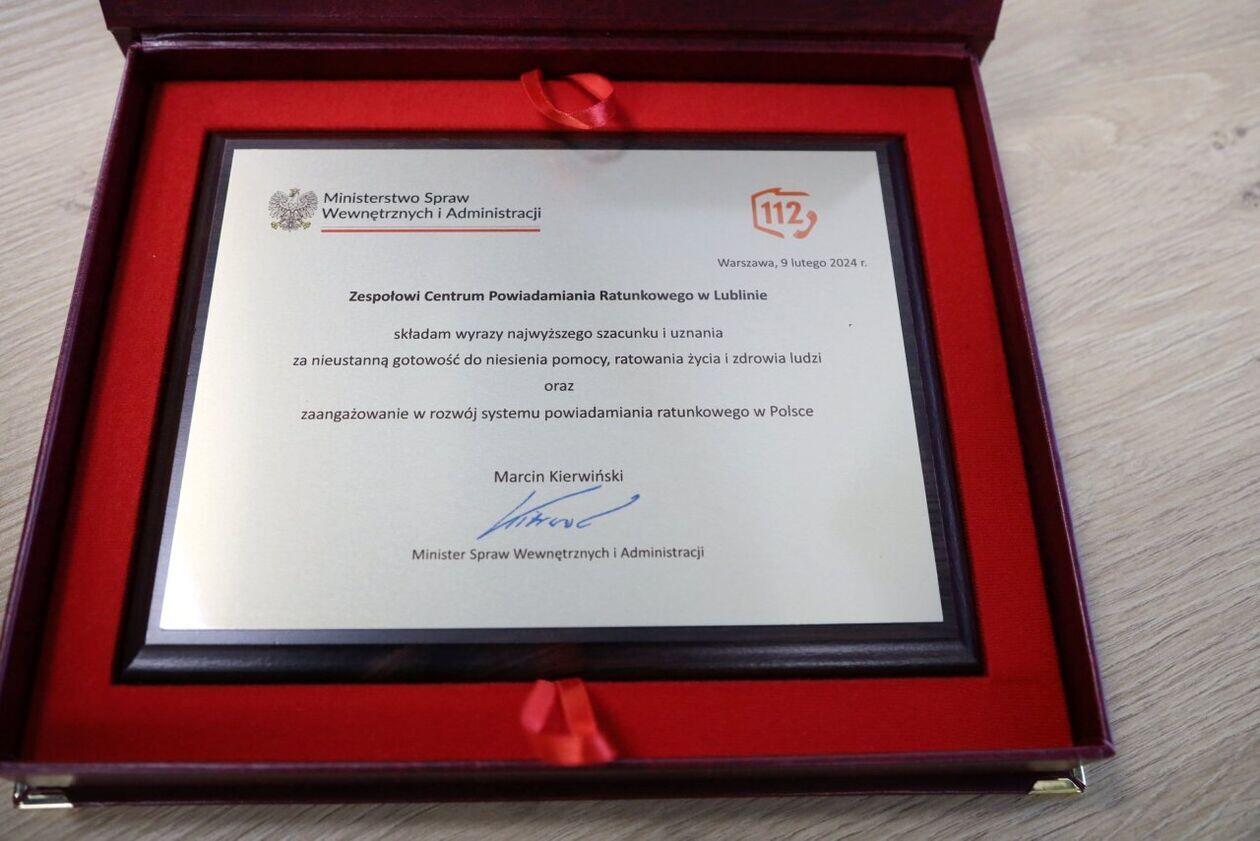 Ministerstwo Spraw
Wewnętrznych i Administracji
112
Warszawa, 9 lutego 2024 r.
Zespołowi Centrum Powiadamiania Ratunkowego w Lublinie
składam wyrazy najwyższego szacunku i uznania
za nieustanną gotowość do niesienia pomocy, ratowania życia i zdrowia ludzi
oraz
zaangażowanie w rozwój systemu powiadamiania ratunkowego w Polsce
Marcin Kierwiński
Minister Spraw Wewnętrznych i Administracji